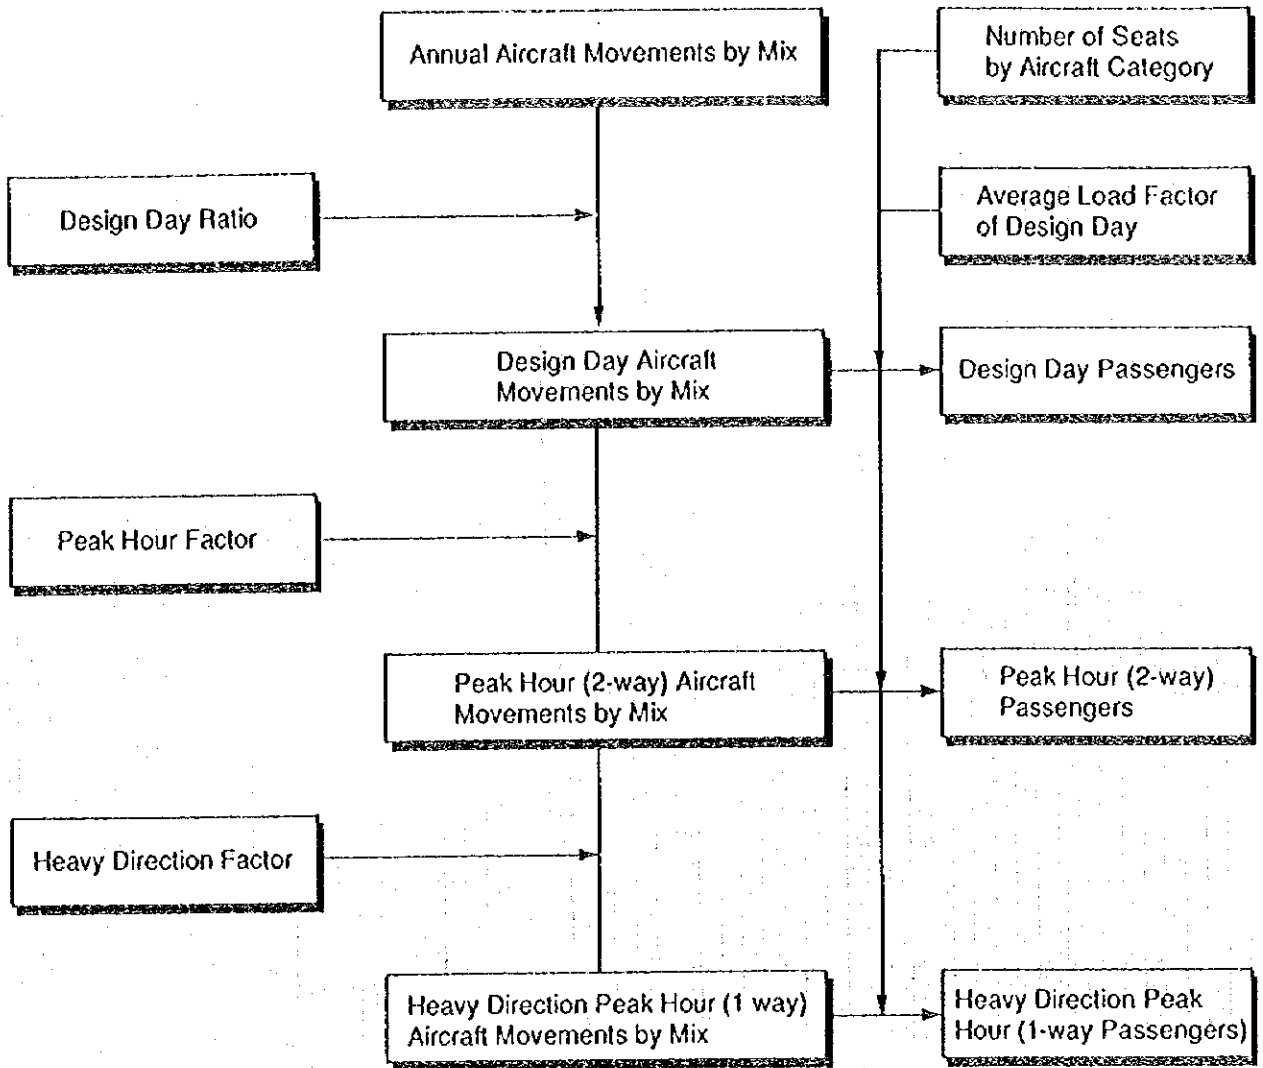 Annual Aircraft Movements by Mix
Number of Seats
by Aircraft Category
Design Day Ratio
Average Load Factor
of Design Day
Design Day Aircraft
Movements by Mix
Design Day Passengers
Peak Hour Factor
Peak Hour (2-way) Aircraft
Movements by Mix
Peak Hour (2-way)
Passengers
Heavy Direction Factor
Heavy Direction Peak Hour (1 way)
Aircraft Movements by Mix
Heavy Direction Peak
Hour (1-way Passengers)